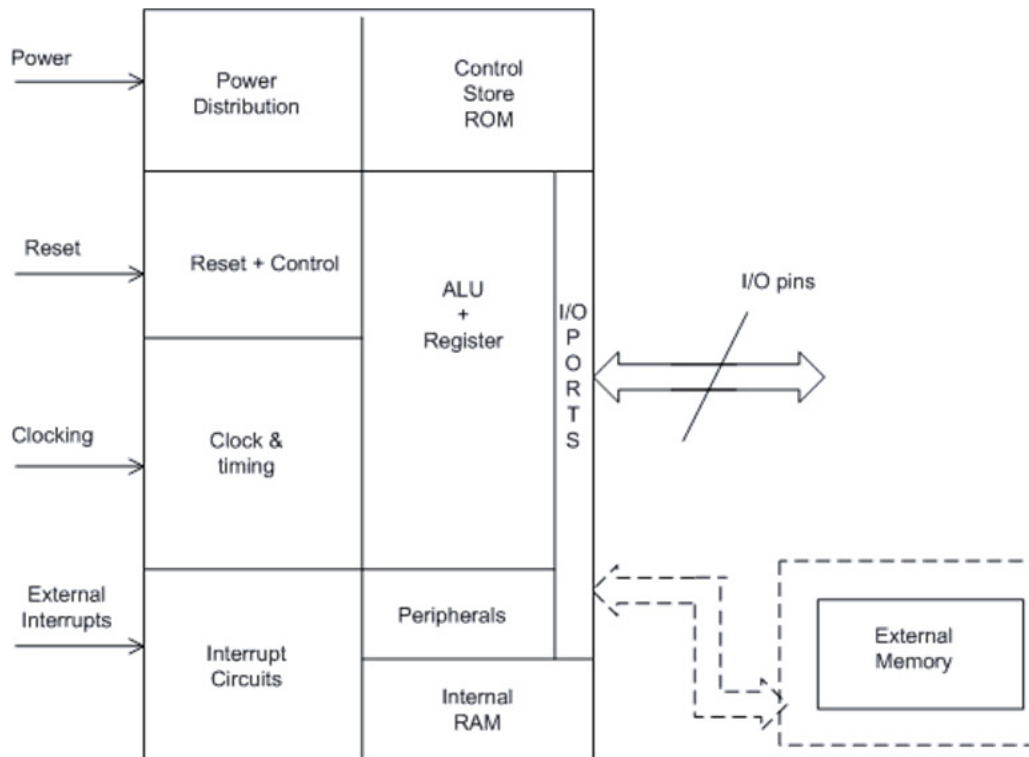 Power
Power
Distribution
Control
Store
ROM
Reset
Reset + Control
ALU
+
Register
I/O
P
O
R
T
S
I/O pins
Clocking
Clock &
timing
External
Interrupts
Interrupt
Circuits
Peripherals
Internal
RAM
External
Memory